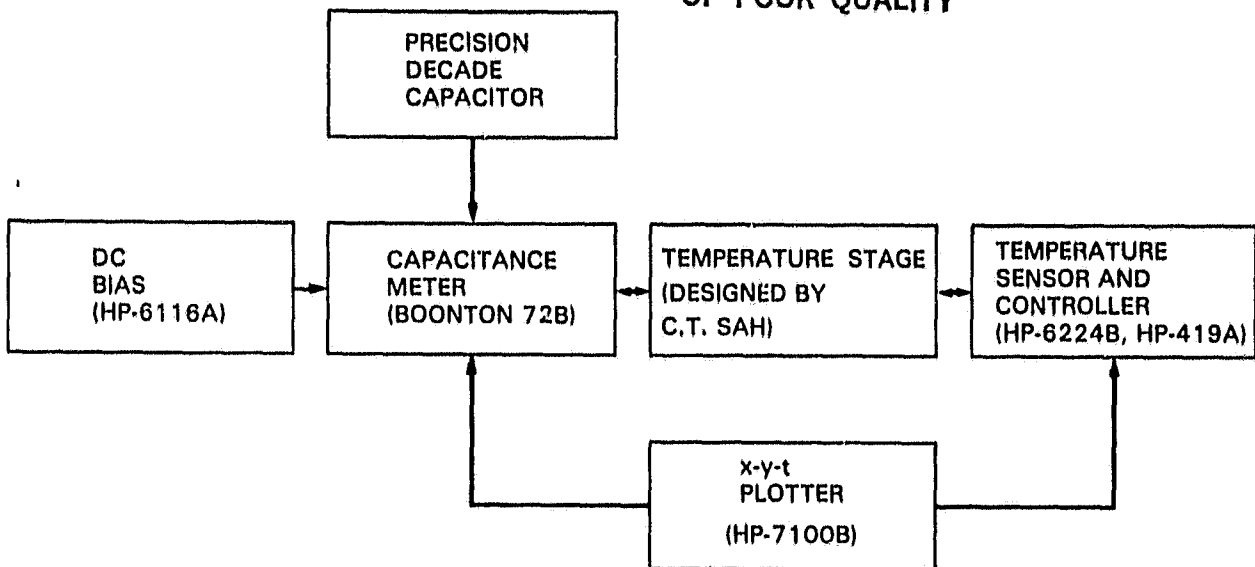 OF POOR QUALITY
PRECISION
DECADE
CAPACITOR
DC
BIAS
(HP-6116A)
CAPACITANCE
METER
(BOONTON 72B)
TEMPERATURE STAGE
(DESIGNED BY
C.T. SAH)
TEMPERATURE
SENSOR AND
CONTROLLER
(HP-6224B, HP-419A)
x-y-t
PLOTTER
(HP-7100B)